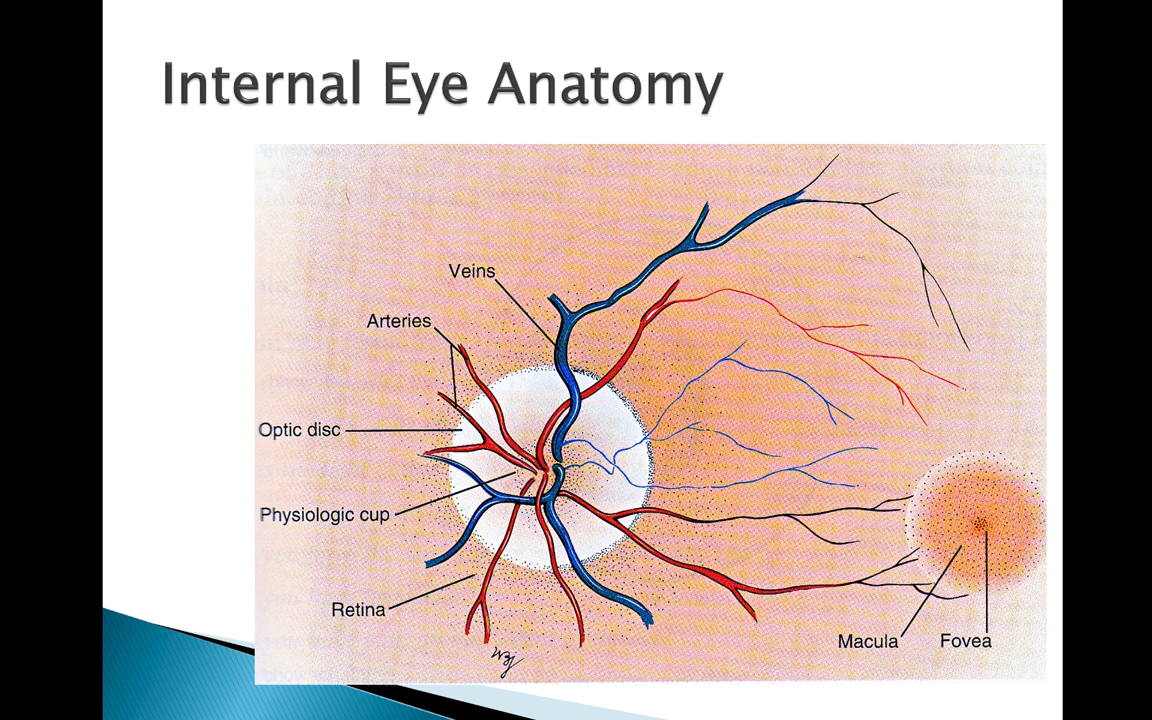 Internal Eye Anatomy
Veins
Arteries
Optic disc
Physiologic cup
Retina
Macula
Fovea